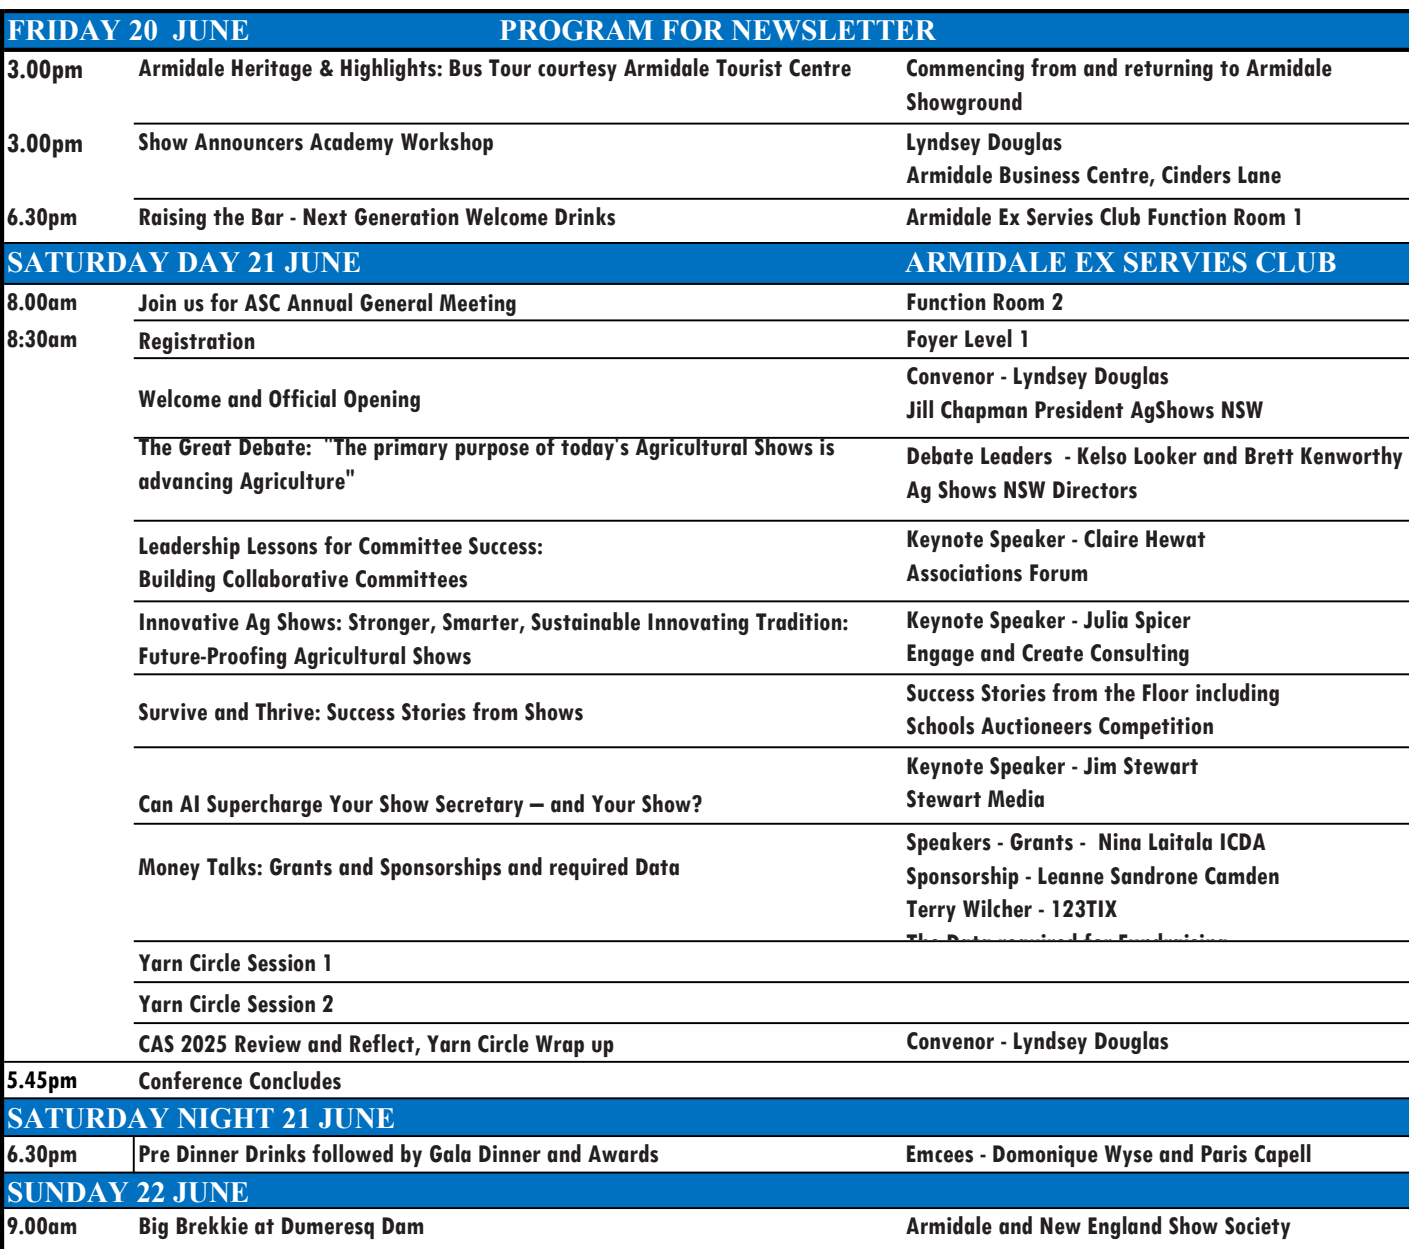 FRIDAY 20 JUNE PROGRAM FOR NEWSLETTER
3.00pm Armidale Heritage & Highlights: Bus Tour courtesy Armidale Tourist Centre Commencing from and returning to Armidale
Showground
3.00pm Show Announcers Academy Workshop Lyndsey Douglas
Armidale Business Centre, Cinders Lane
6.30pm Raising the Bar - Next Generation Welcome Drinks Armidale Ex Servies Club Function Room 1
SATURDAY DAY 21 JUNE ARMIDALE EX SERVIES CLUB
8.00am Join us for ASC Annual General Meeting Function Room 2
8:30am Registration Foyer Level 1
Welcome and Official Opening
Convenor - Lyndsey Douglas
Jill Chapman President AgShows NSW
The Great Debate: "The primary purpose of today's Agricultural Shows is
advancing Agriculture"
Debate Leaders - Kelso Looker and Brett Kenworthy
Ag Shows NSW Directors
Leadership Lessons for Committee Success:
Building Collaborative Committees
Keynote Speaker - Claire Hewat
Associations Forum
Innovative Ag Shows: Stronger, Smarter, Sustainable Innovating Tradition:
Future-Proofing Agricultural Shows
Keynote Speaker - Julia Spicer
Engage and Create Consulting
Survive and Thrive: Success Stories from Shows
Success Stories from the Floor including
Schools Auctioneers Competition
Can AI Supercharge Your Show Secretary – and Your Show?
Keynote Speaker - Jim Stewart
Stewart Media
Money Talks: Grants and Sponsorships and required Data
Speakers - Grants - Nina Laitala ICDA
Sponsorship - Leanne Sandrone Camden
Terry Wilcher - 123TIX
The Data required for Fundraising
Yarn Circle Session 1
Yarn Circle Session 2
CAS 2025 Review and Reflect, Yarn Circle Wrap up Convenor - Lyndsey Douglas
5.45pm Conference Concludes
SATURDAY NIGHT 21 JUNE
6.30pm Pre Dinner Drinks followed by Gala Dinner and Awards Emcees - Domonique Wyse and Paris Capell
SUNDAY 22 JUNE
9.00am Big Brekkie at Dumeresq Dam Armidale and New England Show Society